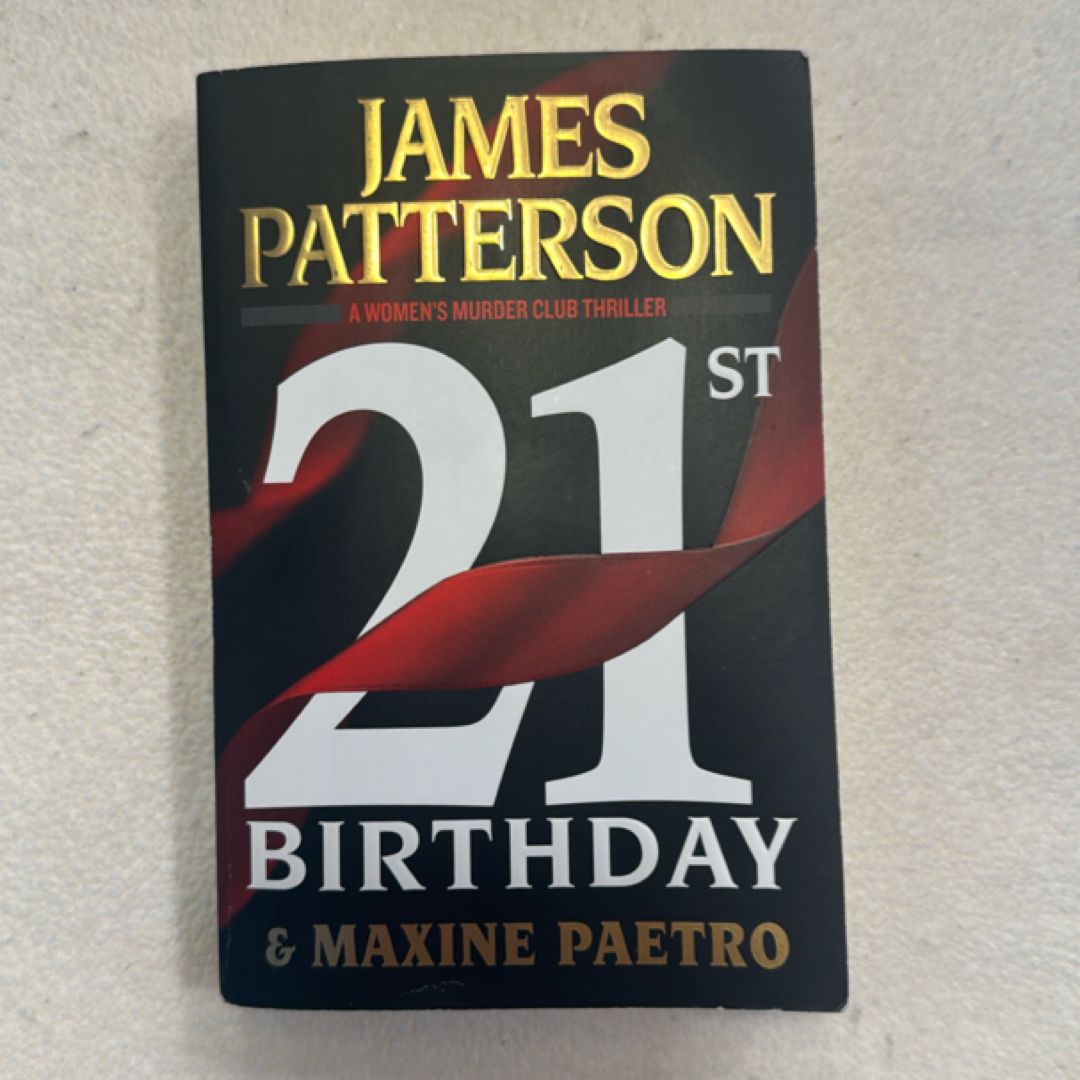 JAMES
PATTERSON
A WOMEN'S MURDER CLUB THRILLER
21ST
BIRTHDAY
& MAXINE PAETRO